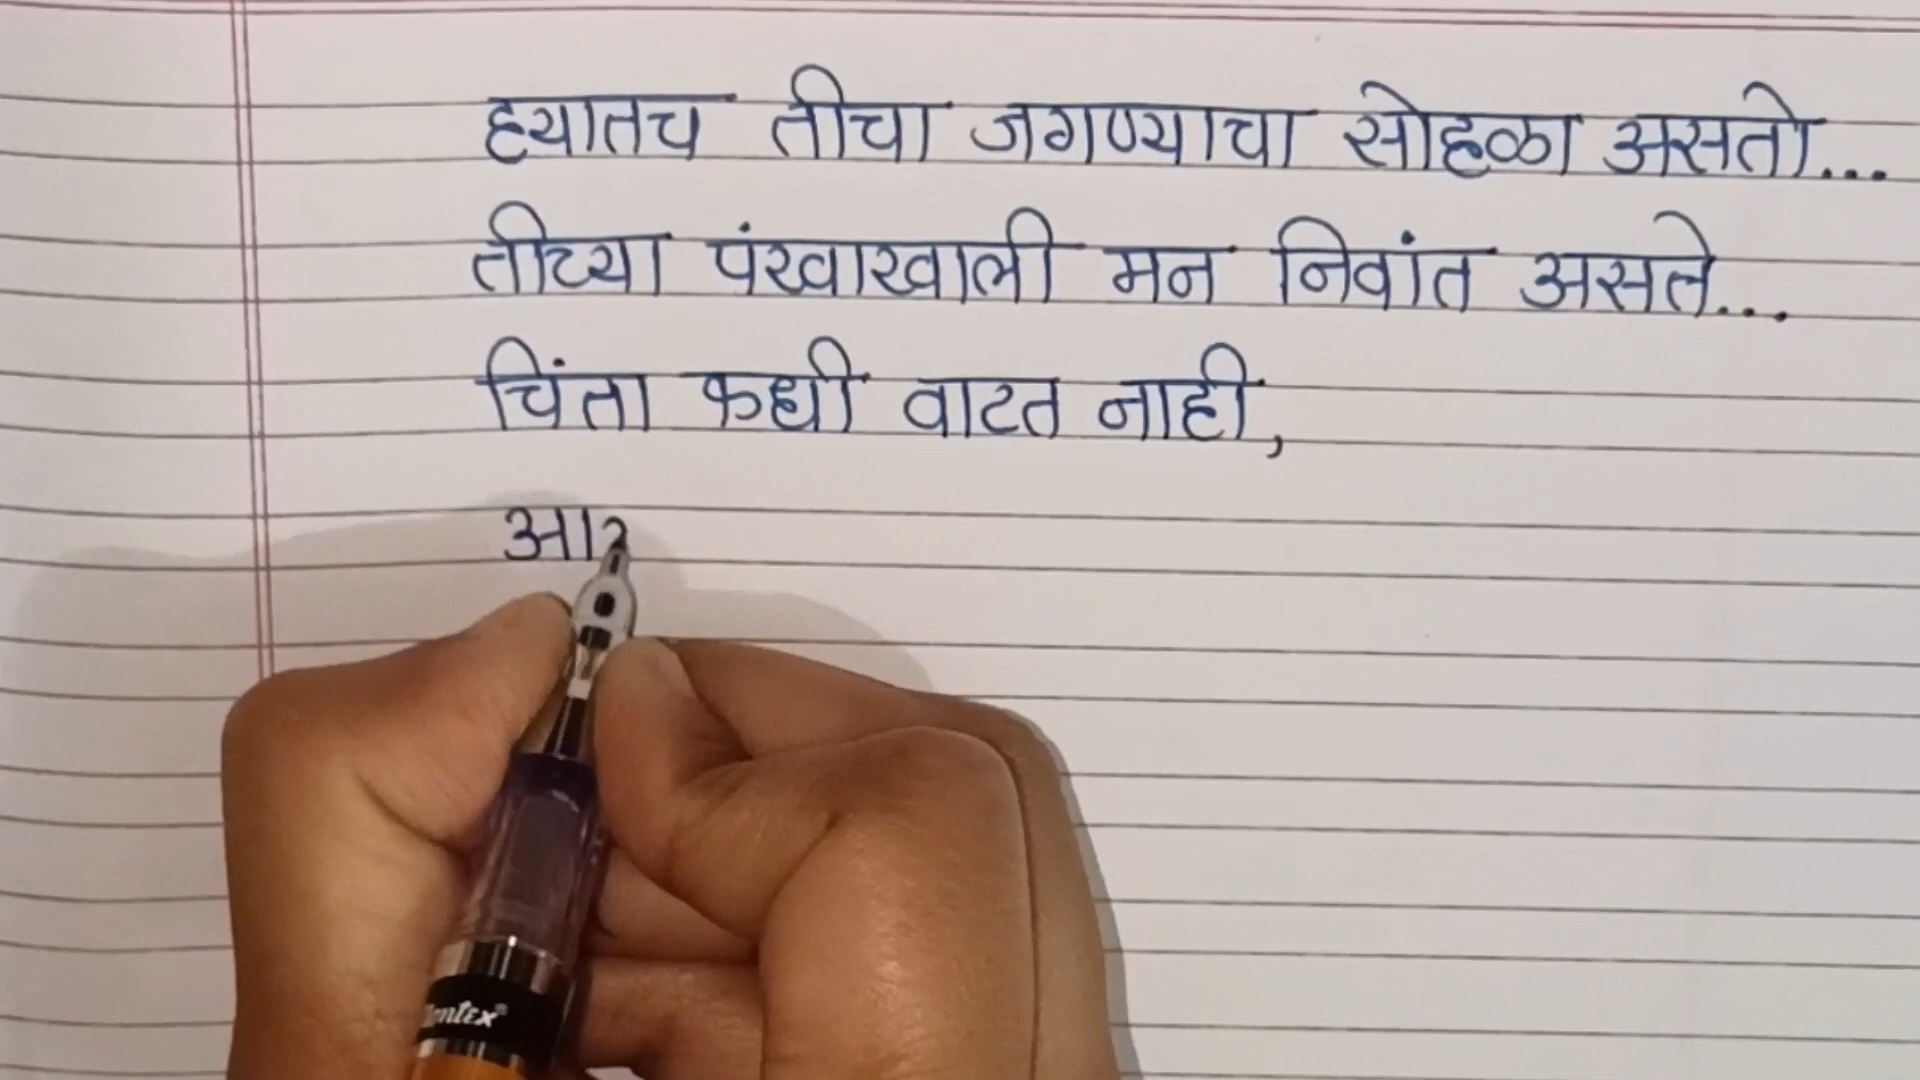 ह्यातच तीचा जगण्याचा सोहळा असतो...
तीच्या पंखाखाली मन निवांत असते...
चिंता कधी वाटत नाही,